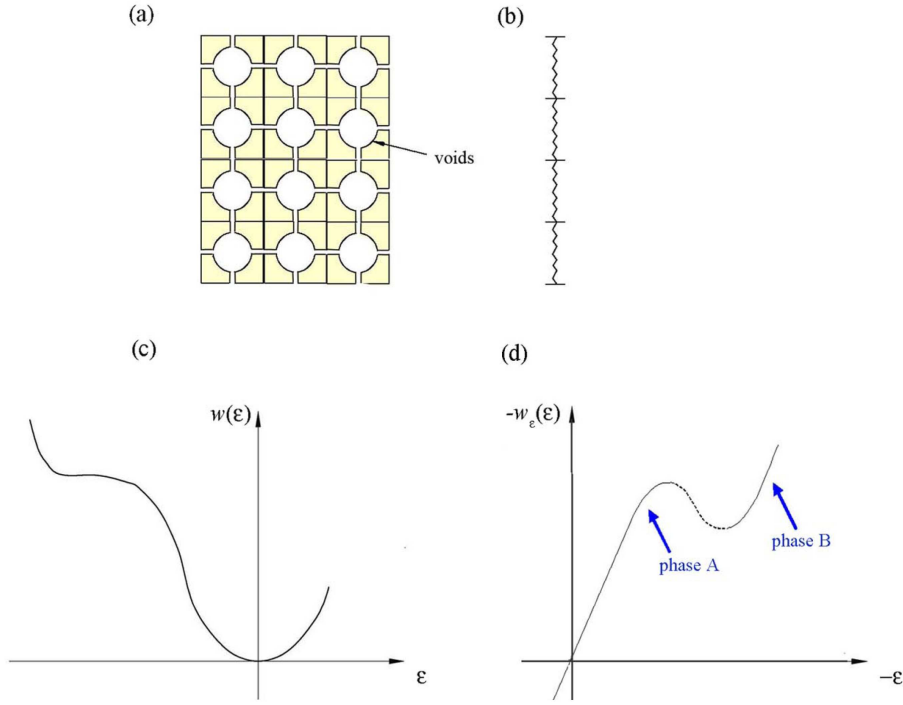 (a)
(b)
voids
(c)
(d)
w(ε)
-w_ε(ε)
phase A
phase B
ε
−ε